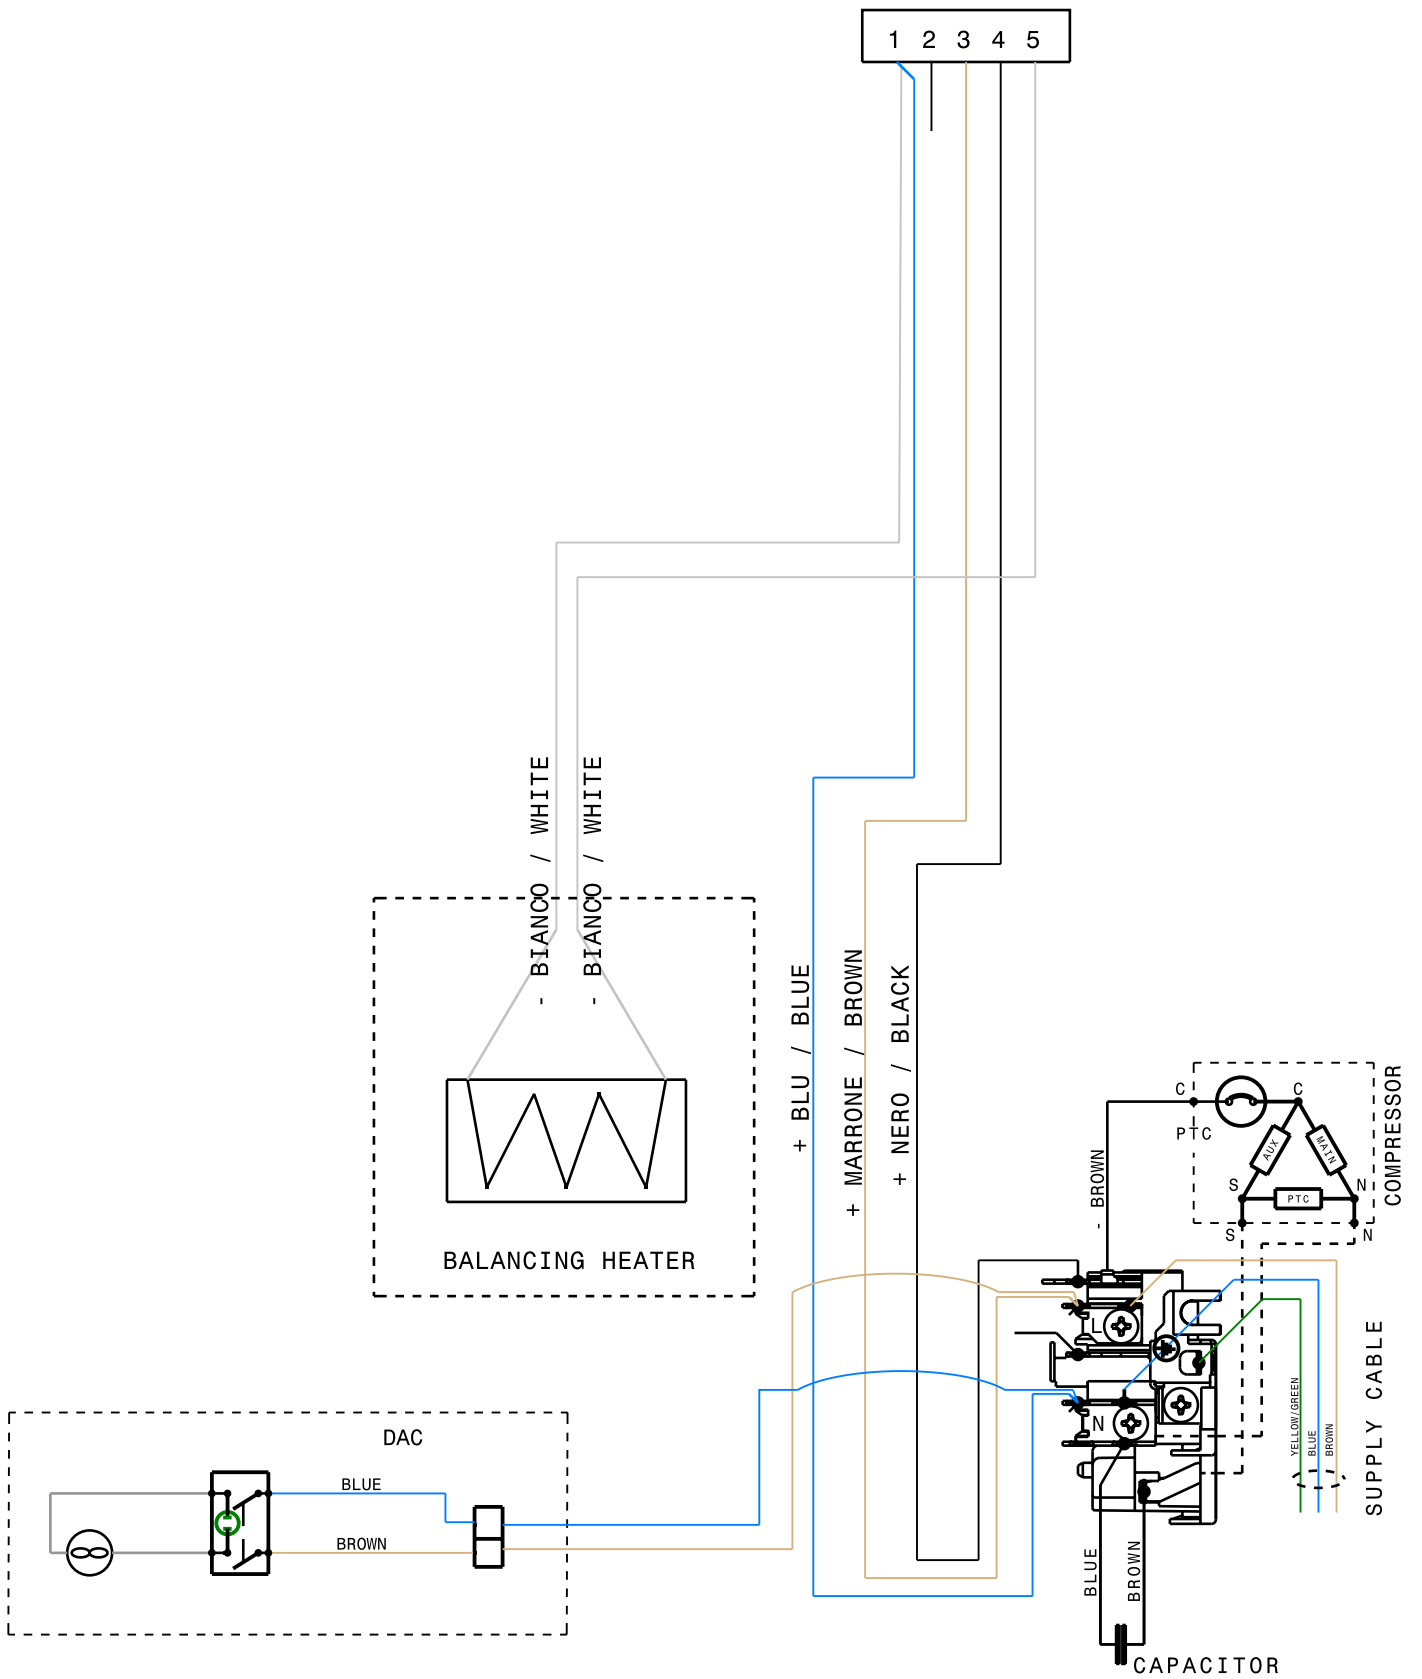 1 2 3 4 5
- BIANCO / WHITE
- BIANCO / WHITE
+ BLU / BLUE
+ MARRONE / BROWN
+ NERO / BLACK
BALANCING HEATER
C
C
PTC
AUX
MAIN
S
PTC
N
S
N
COMPRESSOR
- BROWN
L
N
YELLOW/GREEN
BLUE
BROWN
SUPPLY CABLE
DAC
BLUE
BROWN
BLUE
BROWN
CAPACITOR